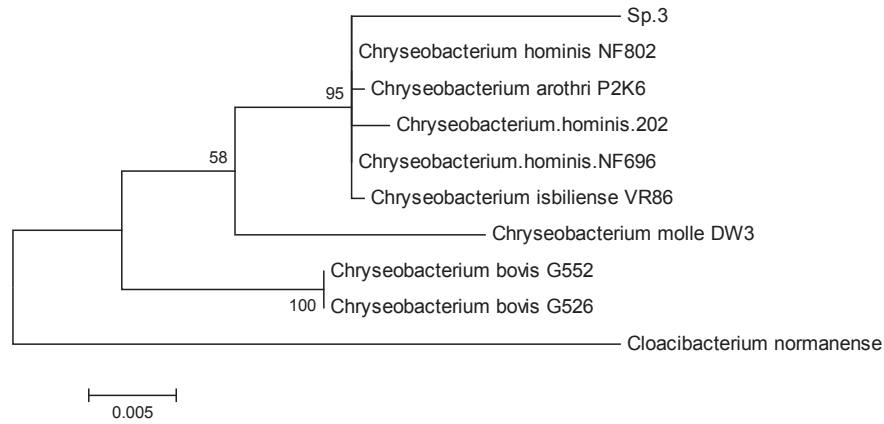 Sp.3
Chryseobacterium hominis NF802
95
Chryseobacterium arothri P2K6
Chryseobacterium.hominis.202
58
Chryseobacterium.hominis.NF696
Chryseobacterium isbiliense VR86
Chryseobacterium molle DW3
Chryseobacterium bovis G552
100
Chryseobacterium bovis G526
Cloacibacterium normanense
0.005